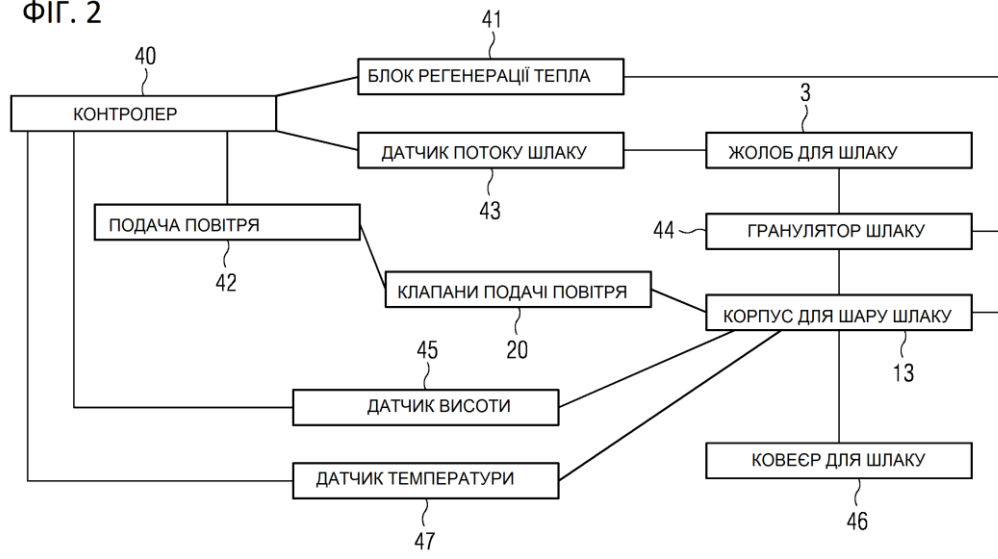 ФІГ. 2
41
40
БЛОК РЕГЕНЕРАЦІЇ ТЕПЛА
3
КОНТРОЛЕР
ДАТЧИК ПОТОКУ ШЛАКУ
ЖОЛОБ ДЛЯ ШЛАКУ
43
ПОДАЧА ПОВІТРЯ
44
ГРАНУЛЯТОР ШЛАКУ
42
КЛАПАНИ ПОДАЧІ ПОВІТРЯ
КОРПУС ДЛЯ ШАРУ ШЛАКУ
20
13
45
ДАТЧИК ВИСОТИ
КОВЕЄР ДЛЯ ШЛАКУ
ДАТЧИК ТЕМПЕРАТУРИ
46
47